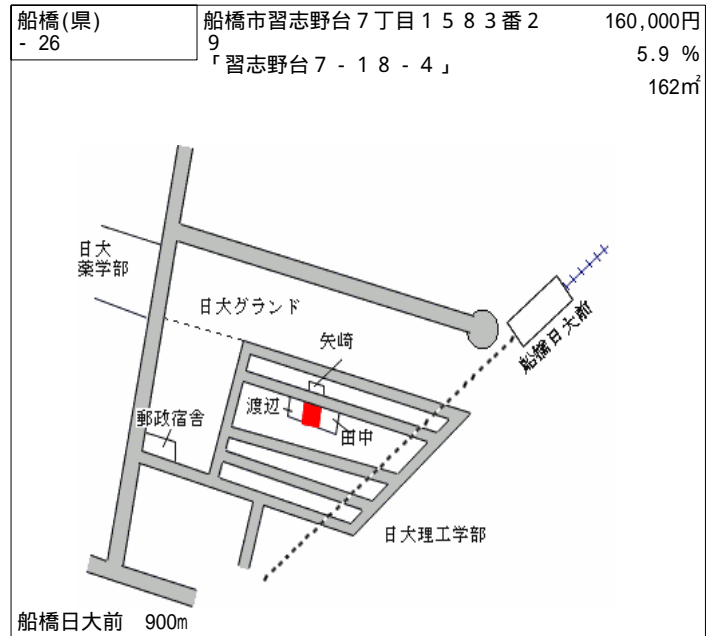 船橋(県)
- 26
船橋市習志野台７丁目１５８３番２
９
「習志野台７-１８-４」
160,000円
5.9 %
162㎡
日大
薬学部
日大グランド
矢崎
船橋日大前
渡辺
田中
郵政宿舎
日大理工学部
船橋日大前 900m